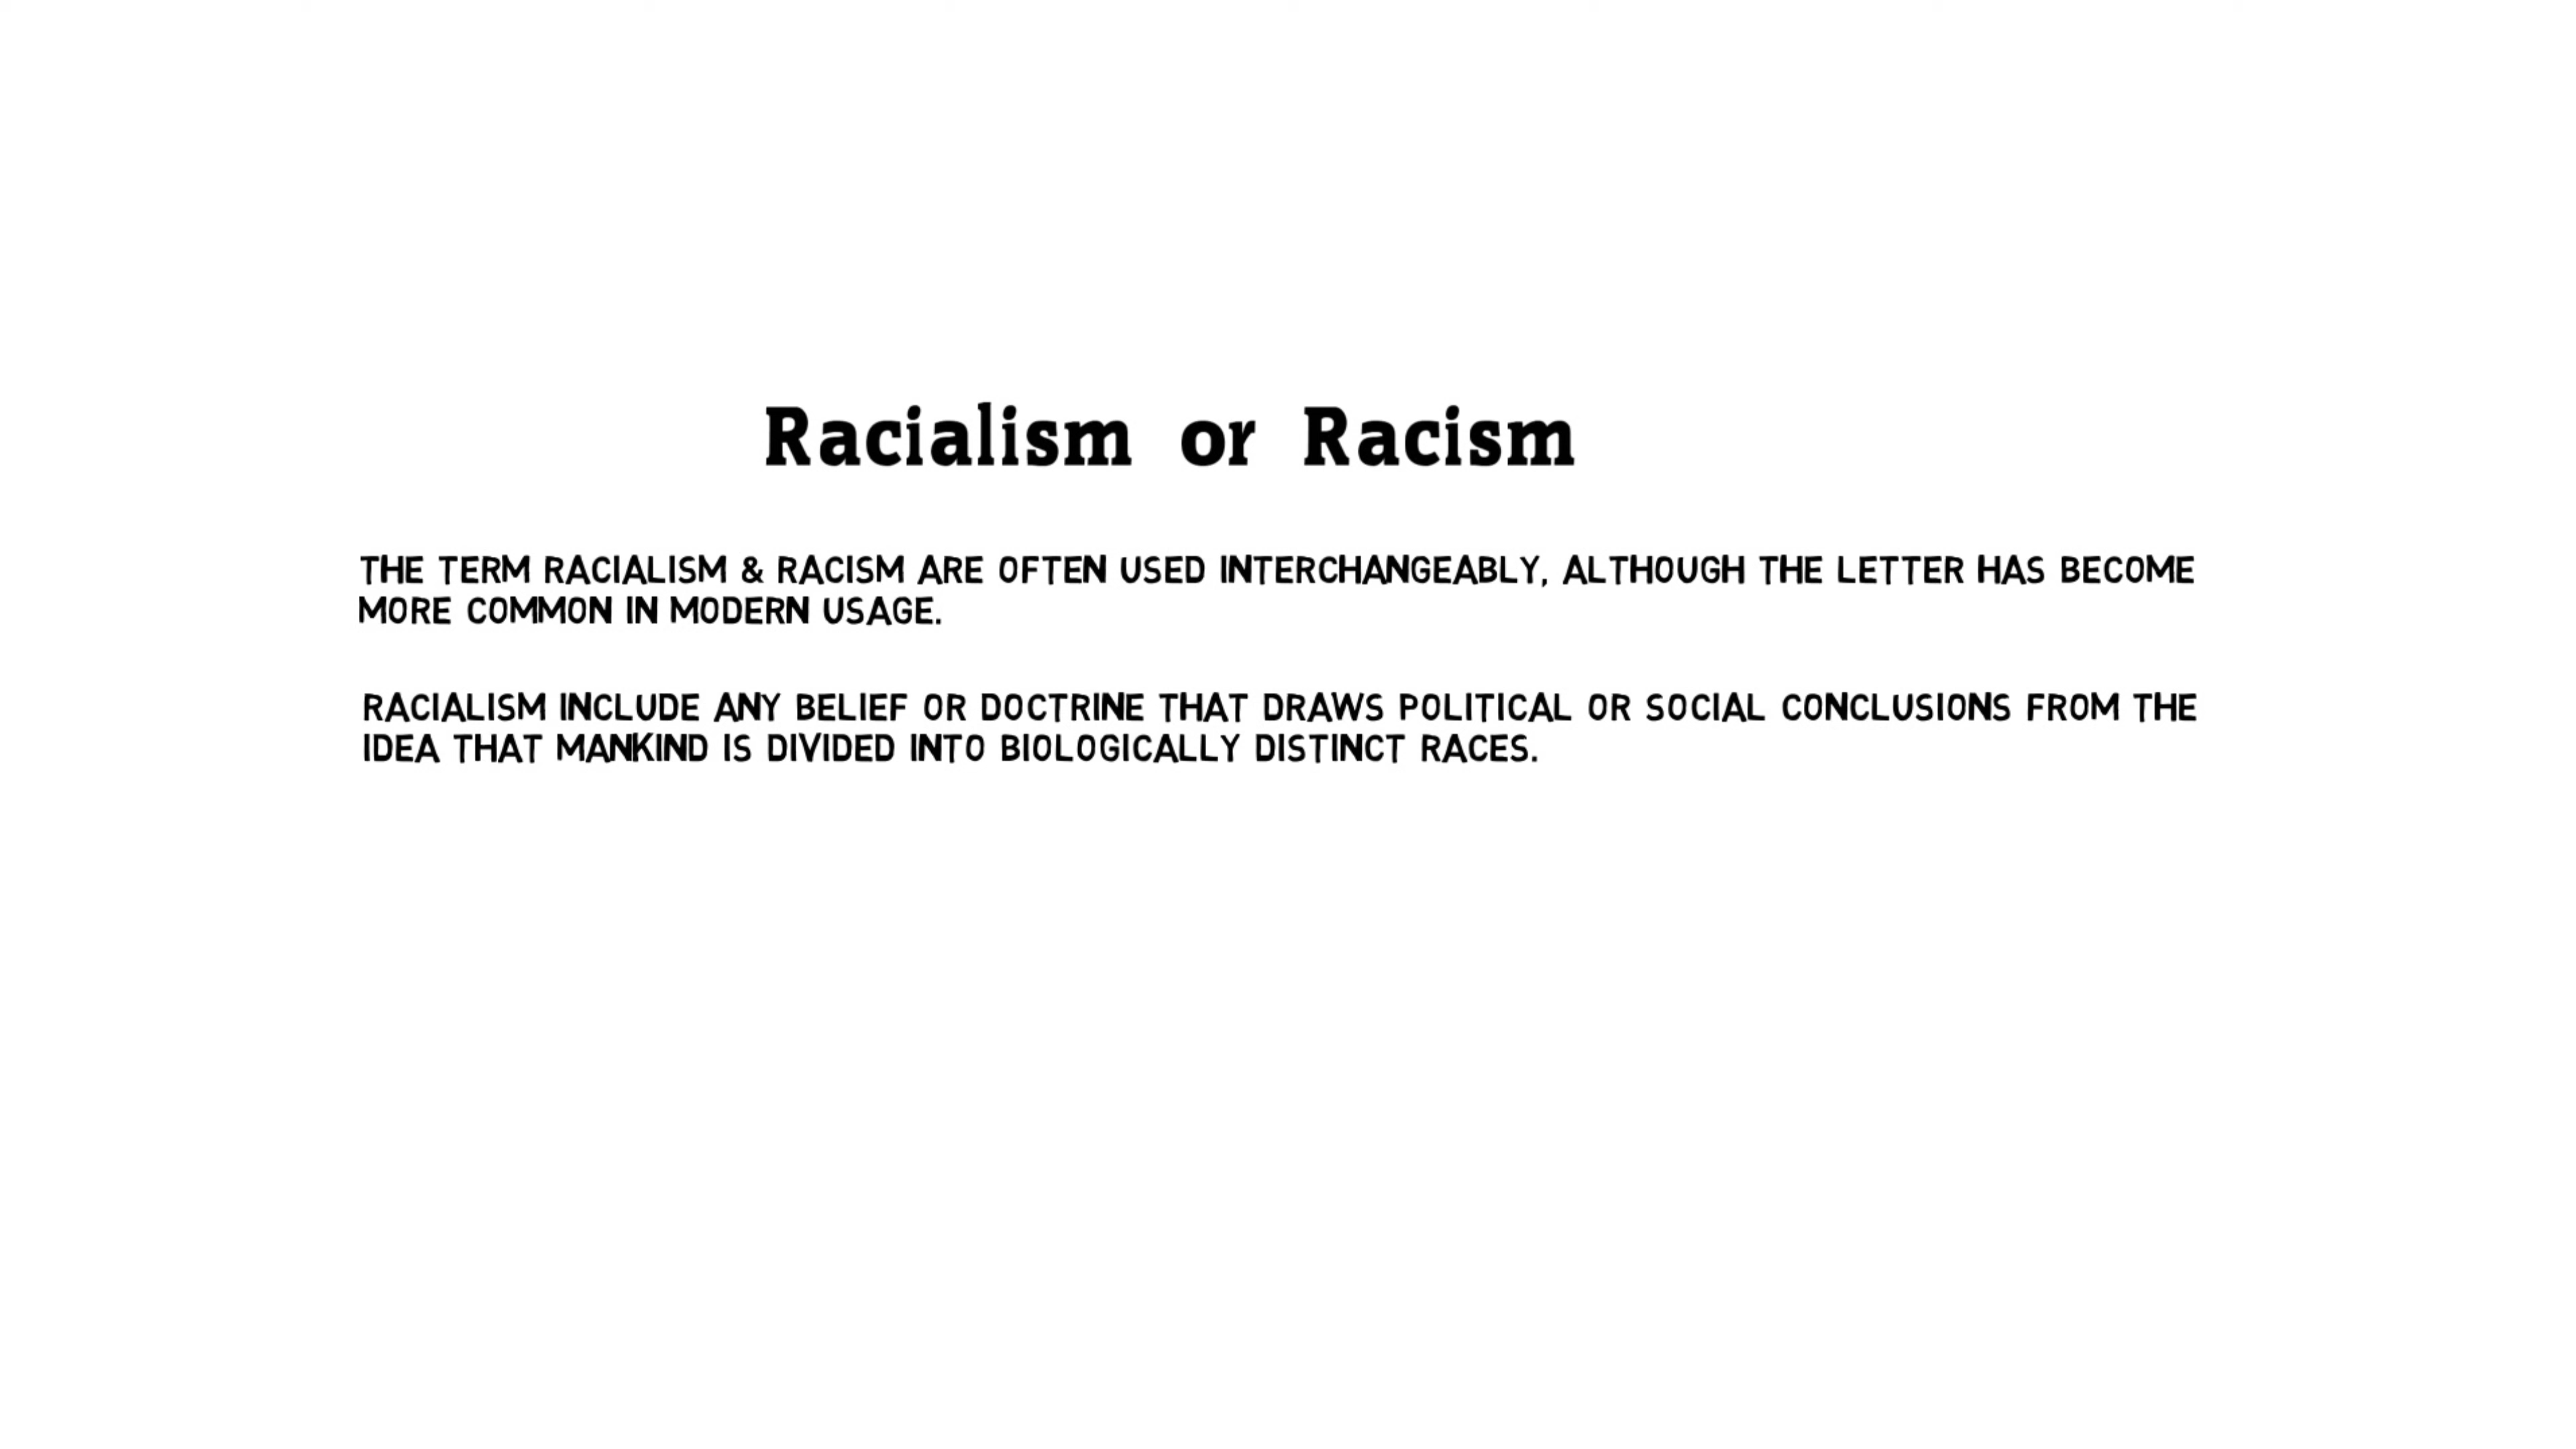 Racialism or Racism
THE TERM RACIALISM & RACISM ARE OFTEN USED INTERCHANGEABLY, ALTHOUGH THE LETTER HAS BECOME
MORE COMMON IN MODERN USAGE.
RACIALISM INCLUDE ANY BELIEF OR DOCTRINE THAT DRAWS POLITICAL OR SOCIAL CONCLUSIONS FROM THE
IDEA THAT MANKIND IS DIVIDED INTO BIOLOGICALLY DISTINCT RACES.